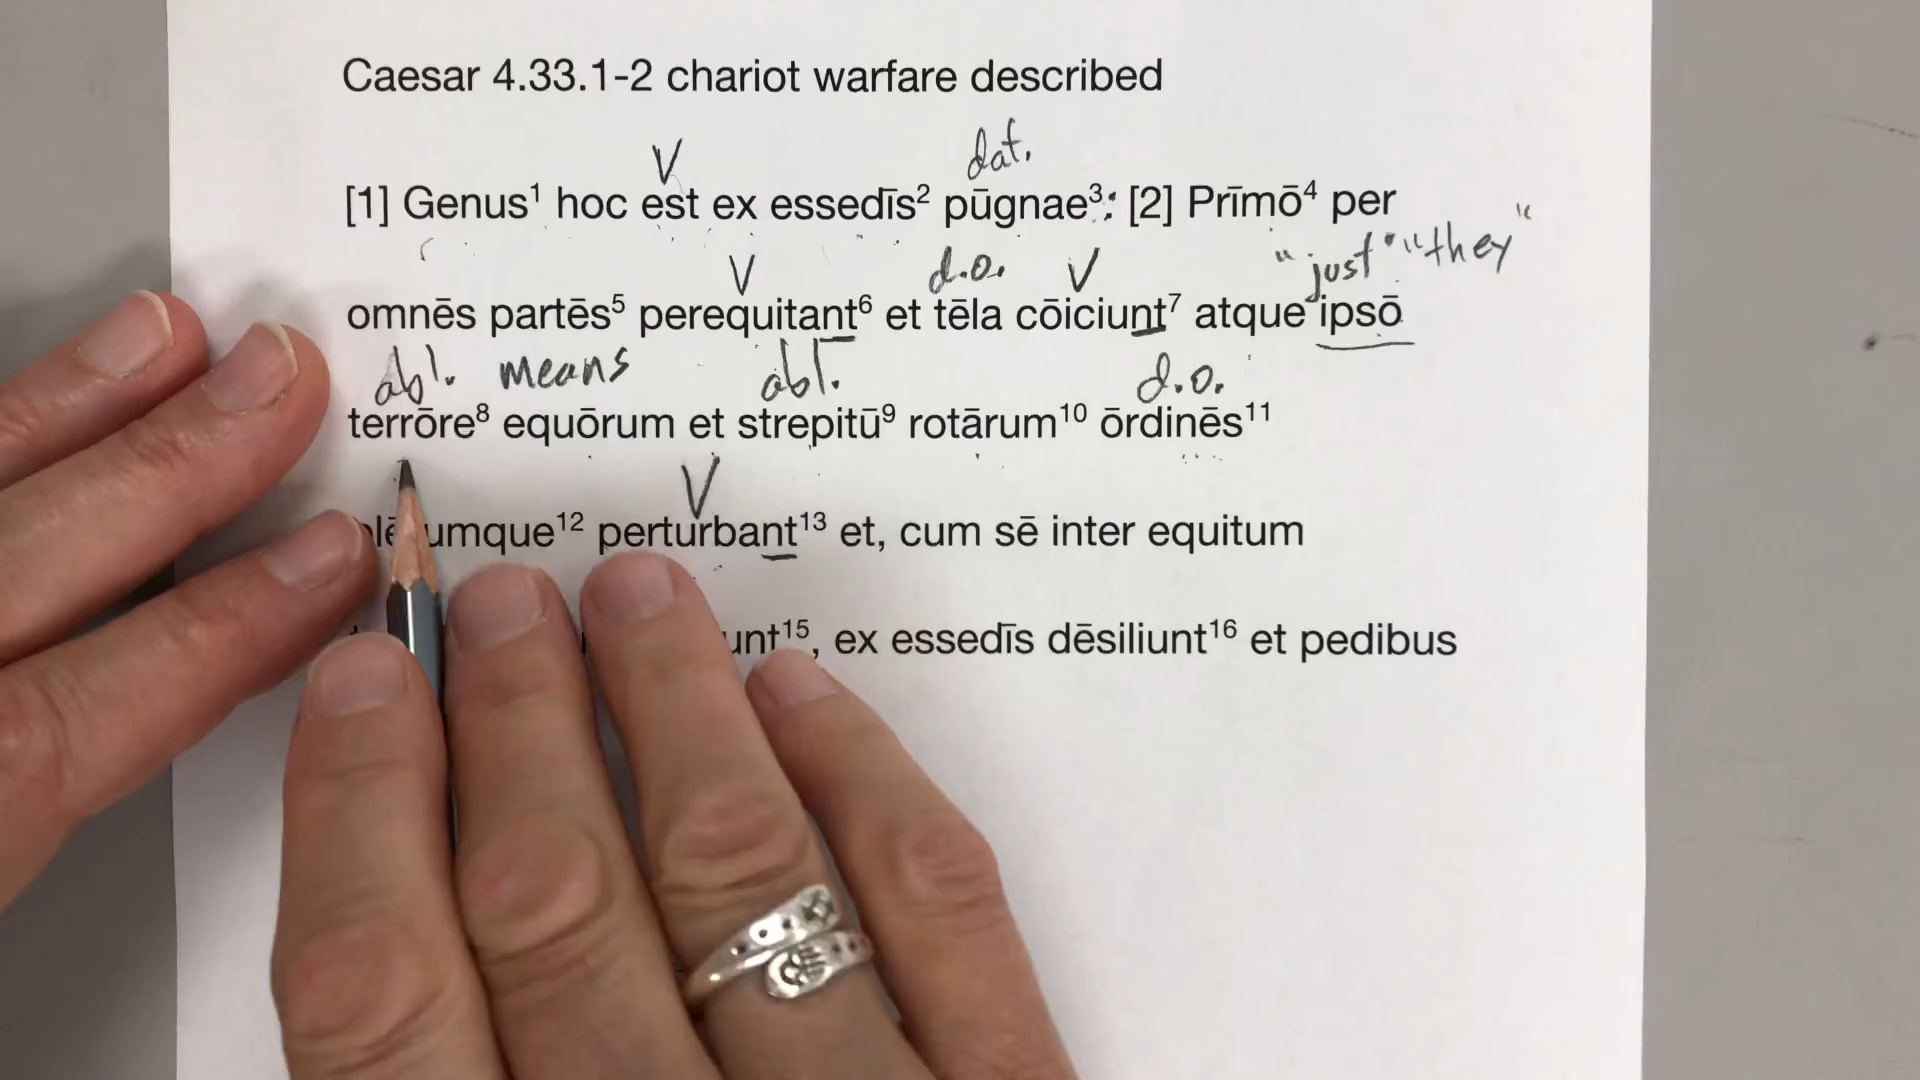 Caesar 4.33.1-2 chariot warfare described
V dat.
[1] Genus¹ hoc est ex essedīs² pūgnae³: [2] Prīmō⁴ per
V d.o. V "just" "they"
omnēs partēs⁵ perequitant⁶ et tēla cōiciunt⁷ atque ipsō
abl. means abl. d.o.
terrōre⁸ equōrum et strepitū⁹ rotārum¹⁰ ōrdinēs¹¹
V
umque¹² perturbant¹³ et, cum sē inter equitum
unt¹⁵, ex essedīs dēsiliunt¹⁶ et pedibus